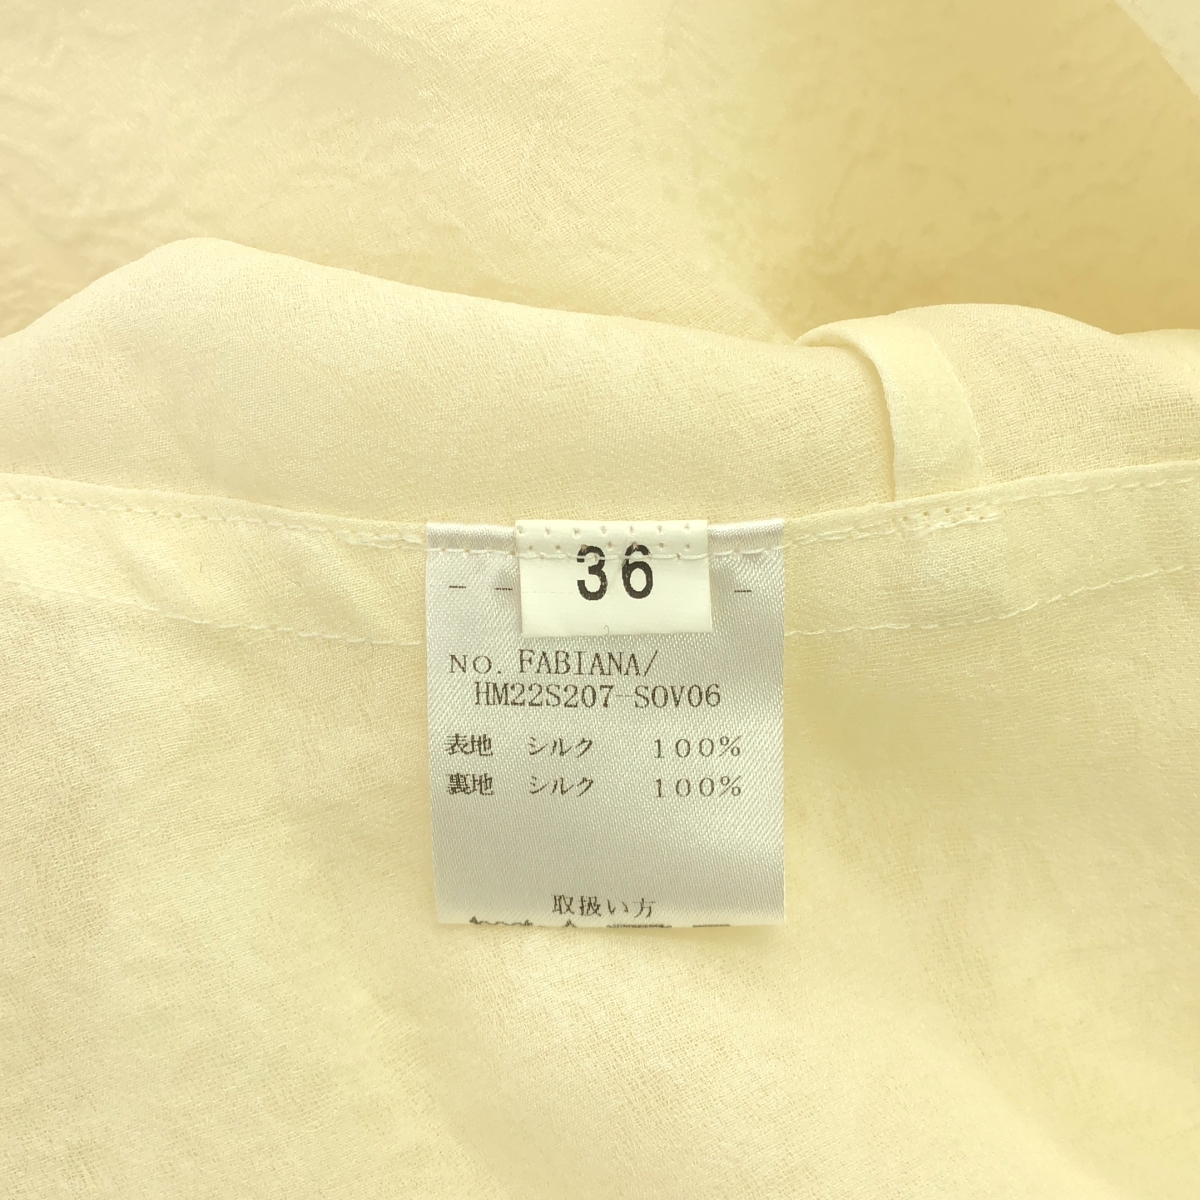 36
NO. FABIANA/
HM22S207-SOV06
表地 シルク 100%
裏地 シルク 100%
取扱い方